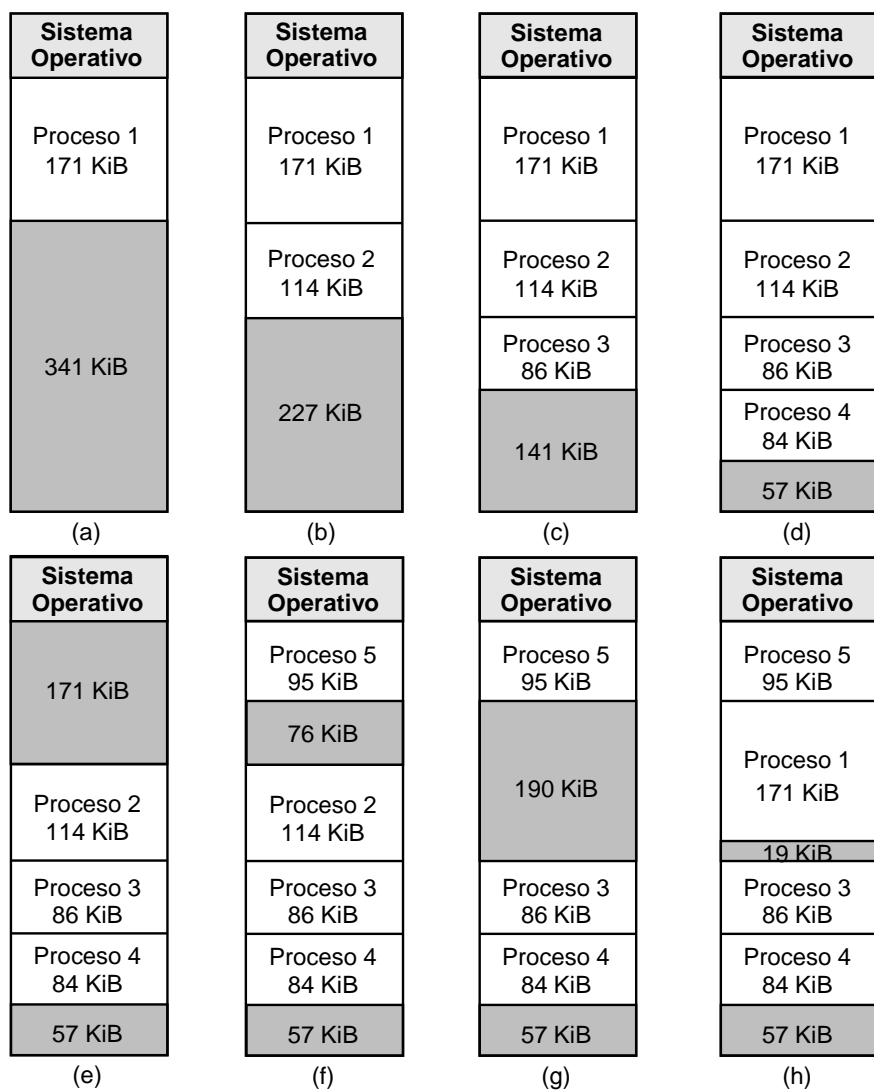 Sistema
Operativo
Proceso 1
171 KiB
341 KiB
(a)
Sistema
Operativo
Proceso 1
171 KiB
Proceso 2
114 KiB
227 KiB
(b)
Sistema
Operativo
Proceso 1
171 KiB
Proceso 2
114 KiB
Proceso 3
86 KiB
141 KiB
(c)
Sistema
Operativo
Proceso 1
171 KiB
Proceso 2
114 KiB
Proceso 3
86 KiB
Proceso 4
84 KiB
57 KiB
(d)
Sistema
Operativo
171 KiB
Proceso 2
114 KiB
Proceso 3
86 KiB
Proceso 4
84 KiB
57 KiB
(e)
Sistema
Operativo
Proceso 5
95 KiB
76 KiB
Proceso 2
114 KiB
Proceso 3
86 KiB
Proceso 4
84 KiB
57 KiB
(f)
Sistema
Operativo
Proceso 5
95 KiB
190 KiB
Proceso 3
86 KiB
Proceso 4
84 KiB
57 KiB
(g)
Sistema
Operativo
Proceso 5
95 KiB
Proceso 1
171 KiB
19 KiB
Proceso 3
86 KiB
Proceso 4
84 KiB
57 KiB
(h)